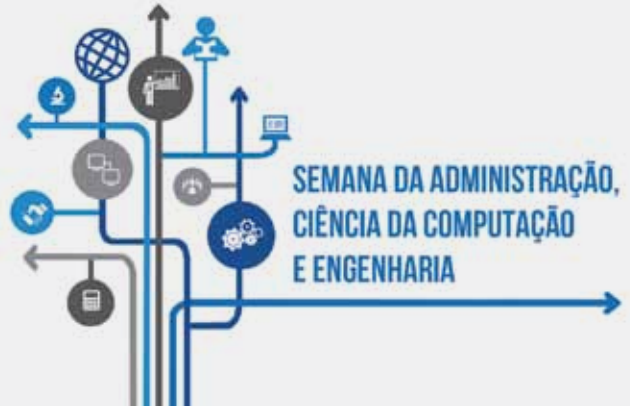 SEMANA DA ADMINISTRAÇÃO,
CIÊNCIA DA COMPUTAÇÃO
E ENGENHARIA